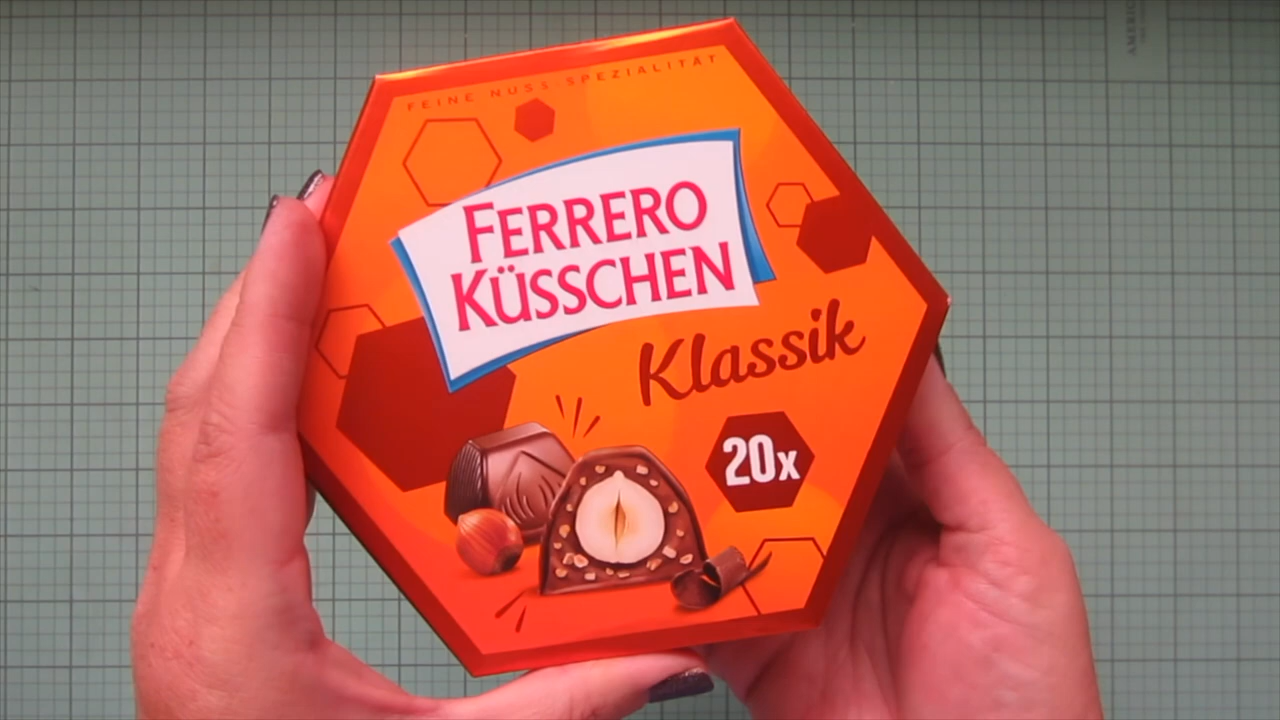 FEINE NUSS SPEZIALITÄT
FERRERO
KÜSSCHEN
Klassik
20x